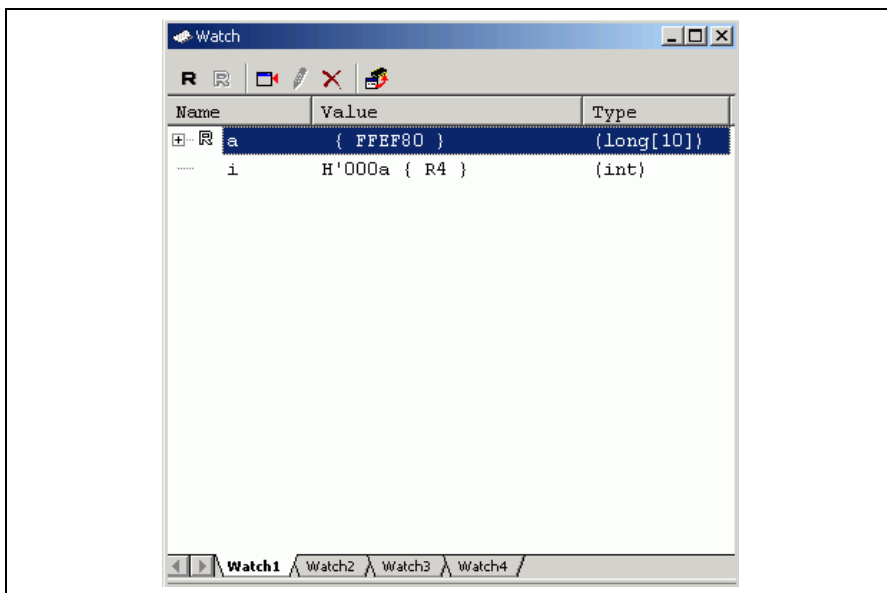 Watch
R R
Name Value Type
R a { FFEF80 } (long[10])
i H'000a { R4 } (int)
Watch1 Watch2 Watch3 Watch4